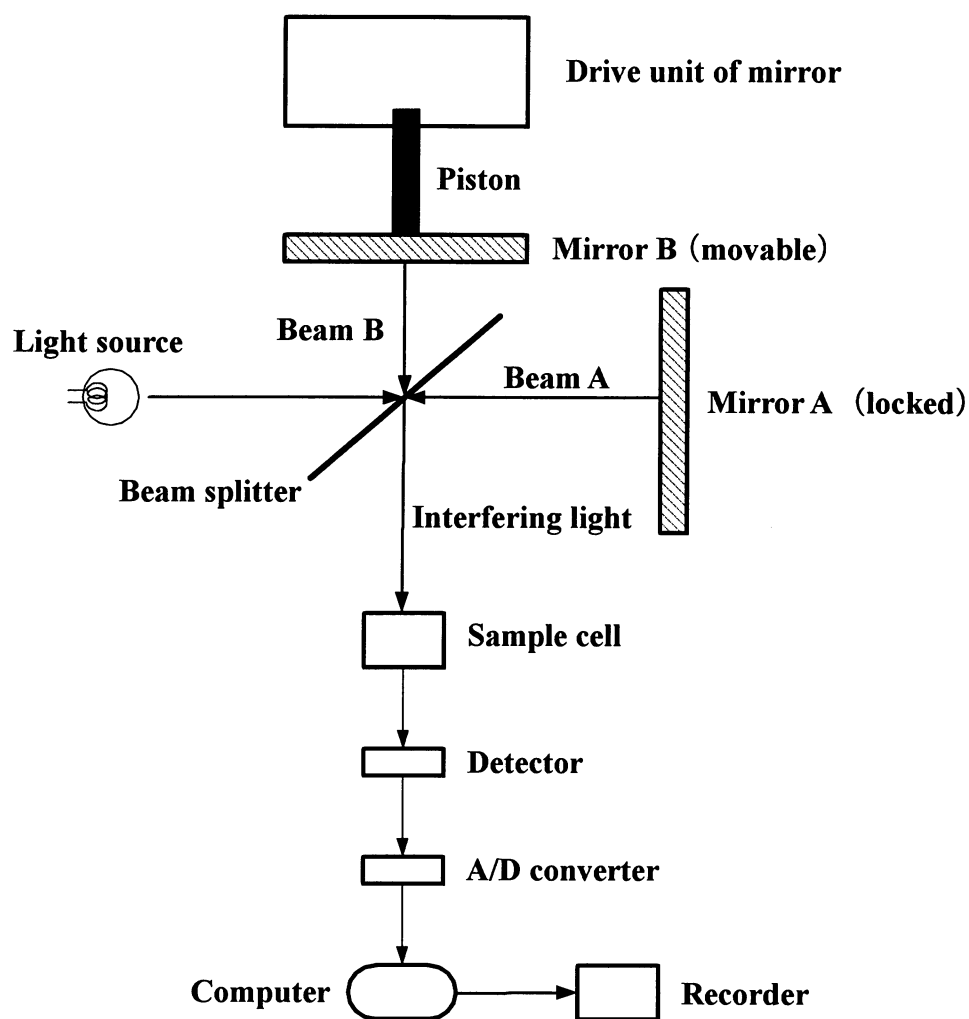 Drive unit of mirror
Piston
Mirror B (movable)
Beam B
Light source
Beam A
Mirror A (locked)
Beam splitter
Interfering light
Sample cell
Detector
A/D converter
Computer
Recorder